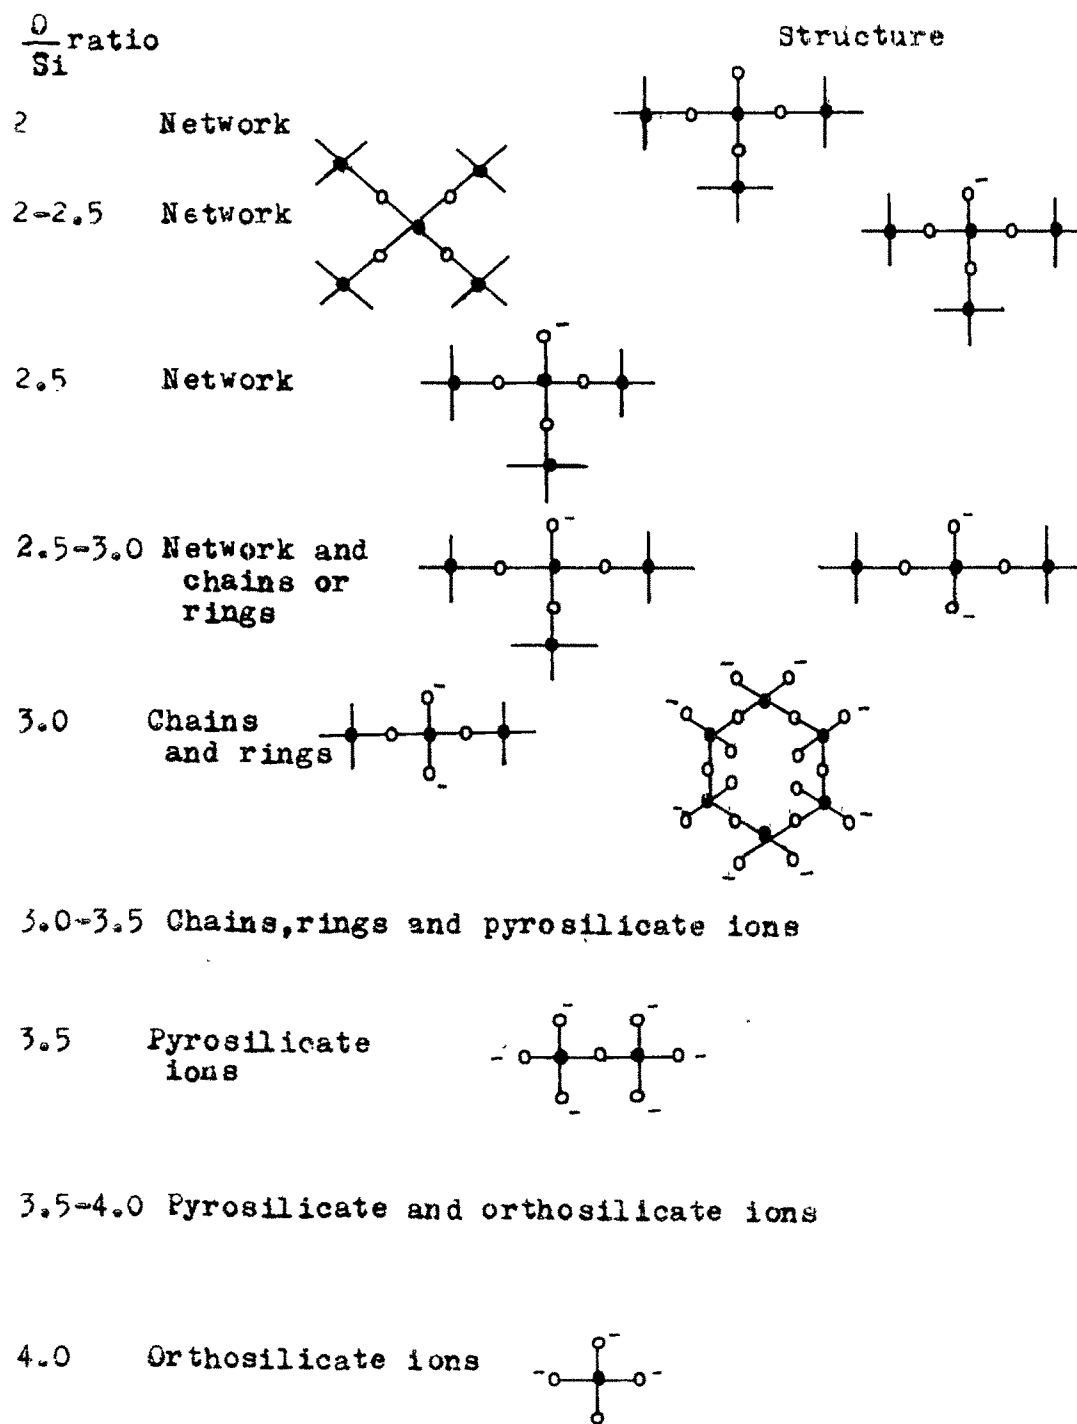 O/Si ratio Structure
2 Network
2-2.5 Network
2.5 Network
2.5-3.0 Network and
chains or
rings
3.0 Chains
and rings
3.0-3.5 Chains,rings and pyrosilicate ions
3.5 Pyrosilicate
ions
3.5-4.0 Pyrosilicate and orthosilicate ions
4.0 Orthosilicate ions